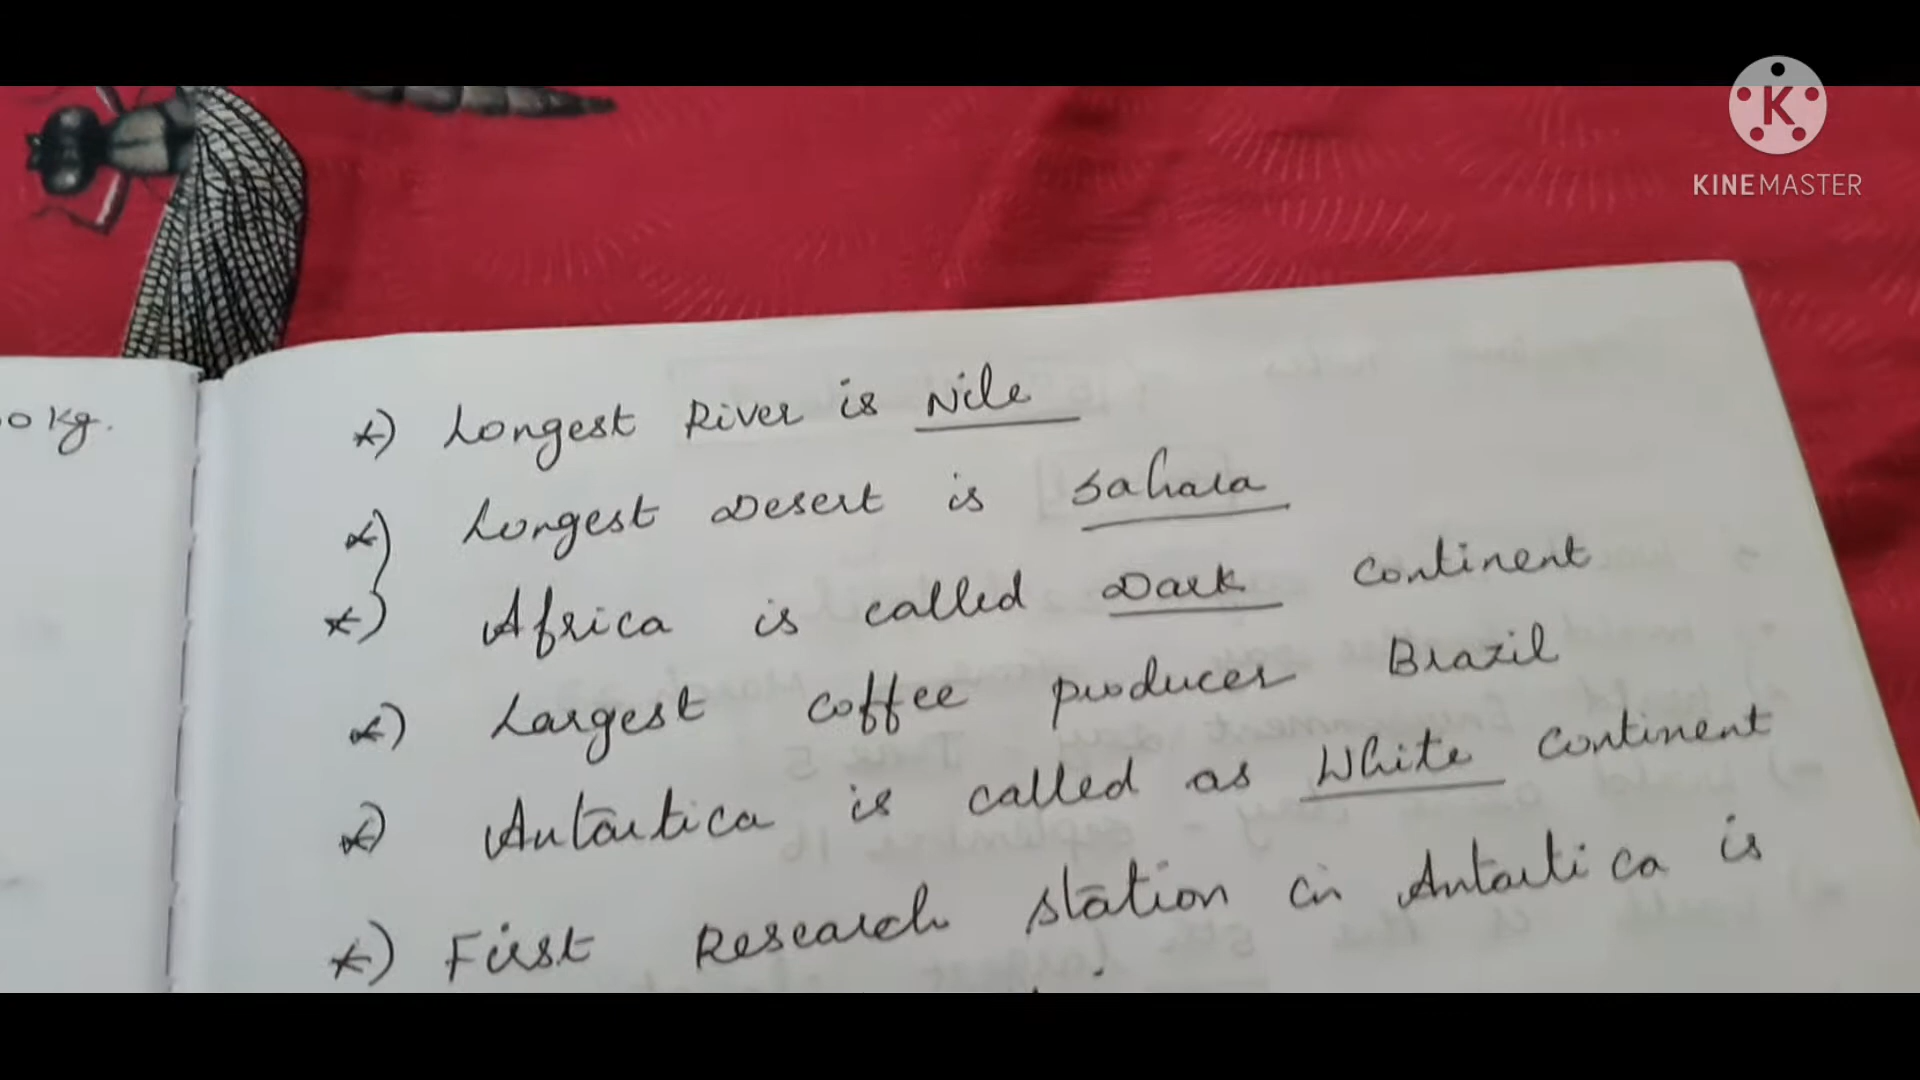 K
KINEMASTER
0 kg.
*) Longest River is Nile
*) Longest Desert is Sahara
*) Africa is called Dark continent
*) Largest coffee producer Brazil
*) Antartica is called as White continent
*) First Research station in Antartica is